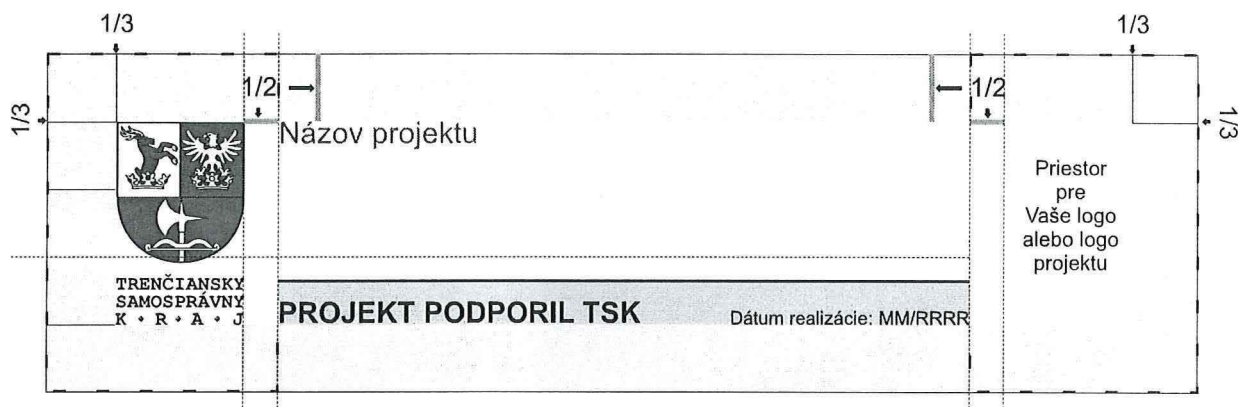 1/3
1/3
1/2
1/2
1/3
1/3
Názov projektu
Priestor
pre
Vaše logo
alebo logo
projektu
TRENČIANSKY
SAMOSPRÁVNY
K • R • A • J
PROJEKT PODPORIL TSK
Dátum realizácie: MM/RRRR